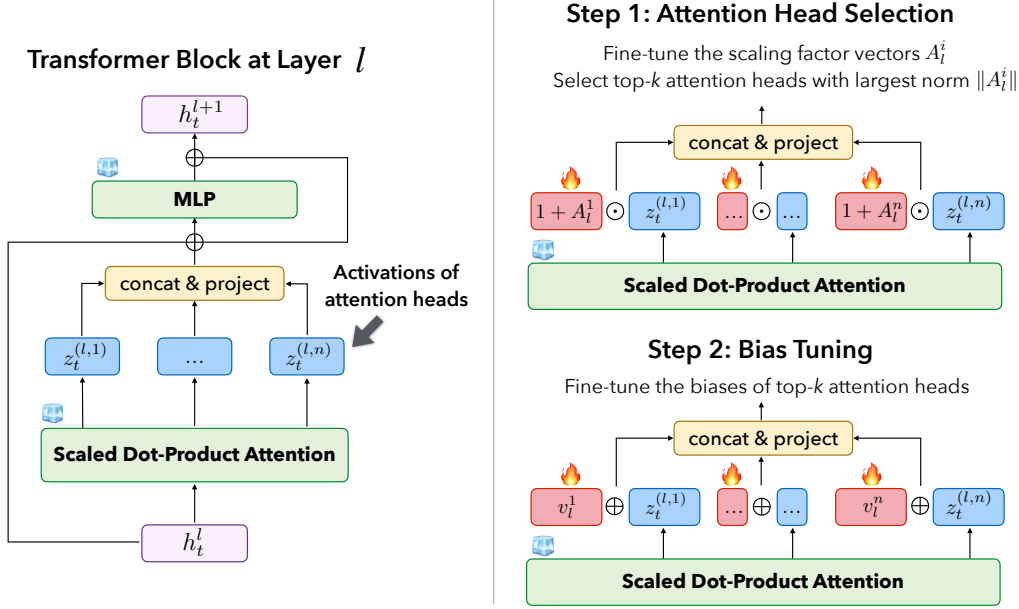 Transformer Block at Layer $l$
$h_t^{l+1}$
MLP
concat & project
Activations of
attention heads
$z_t^{(l,1)}$ ... $z_t^{(l,n)}$
Scaled Dot-Product Attention
$h_t^l$
Step 1: Attention Head Selection
Fine-tune the scaling factor vectors $A_l^i$
Select top-k attention heads with largest norm $\|A_l^i\|$
concat & project
$1 + A_l^1$ ⊙ $z_t^{(l,1)}$ ... ⊙ ... $1 + A_l^n$ ⊙ $z_t^{(l,n)}$
Scaled Dot-Product Attention
Step 2: Bias Tuning
Fine-tune the biases of top-k attention heads
concat & project
$v_l^1$ ⊕ $z_t^{(l,1)}$ ... ⊕ ... $v_l^n$ ⊕ $z_t^{(l,n)}$
Scaled Dot-Product Attention